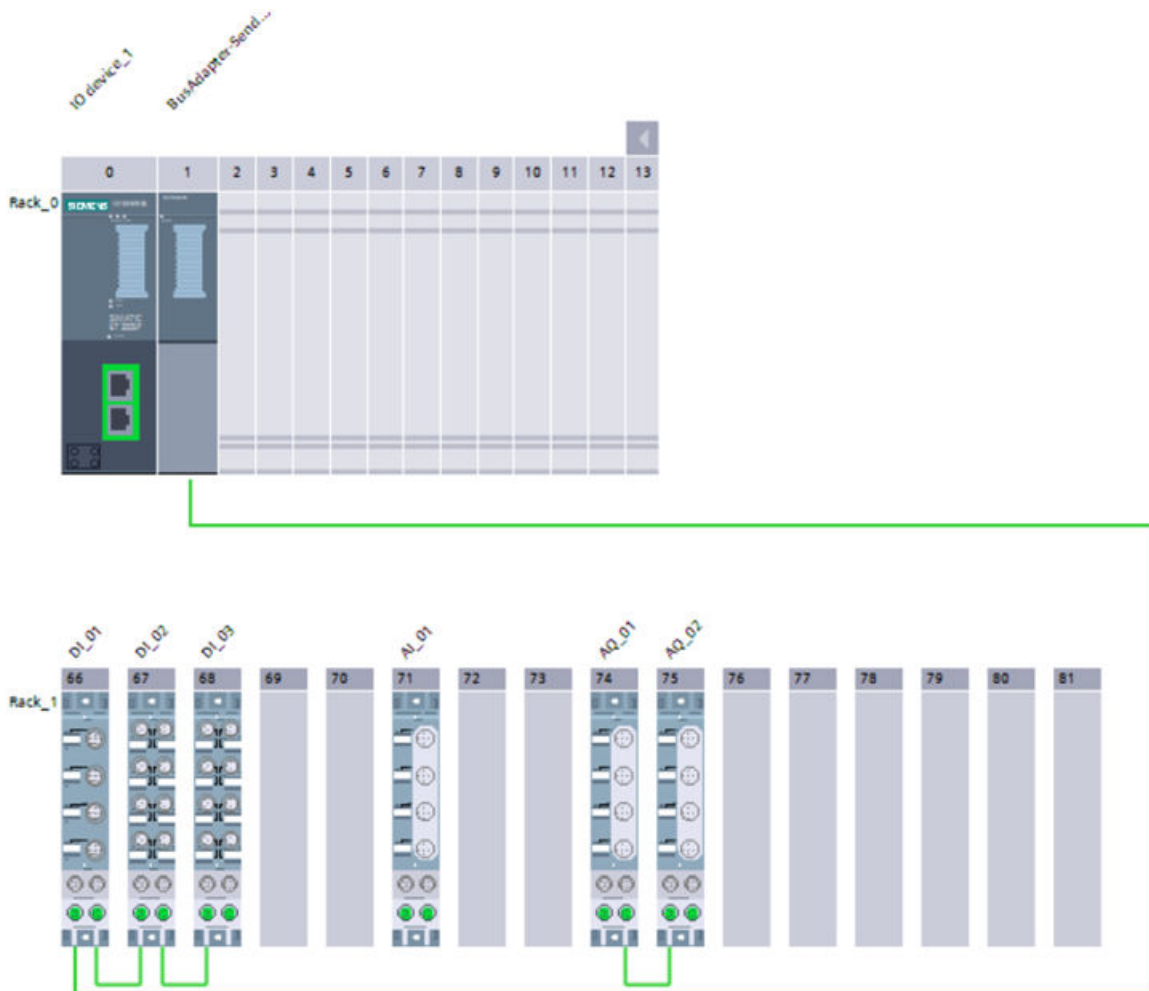 IO device_1
BusAdapter-Send...
0 1 2 3 4 5 6 7 8 9 10 11 12 13
Rack_0
SIEMENS
SIMATIC
DI_01 DI_02 DI_03 AI_01 AQ_01 AQ_02
66 67 68 69 70 71 72 73 74 75 76 77 78 79 80 81
Rack_1